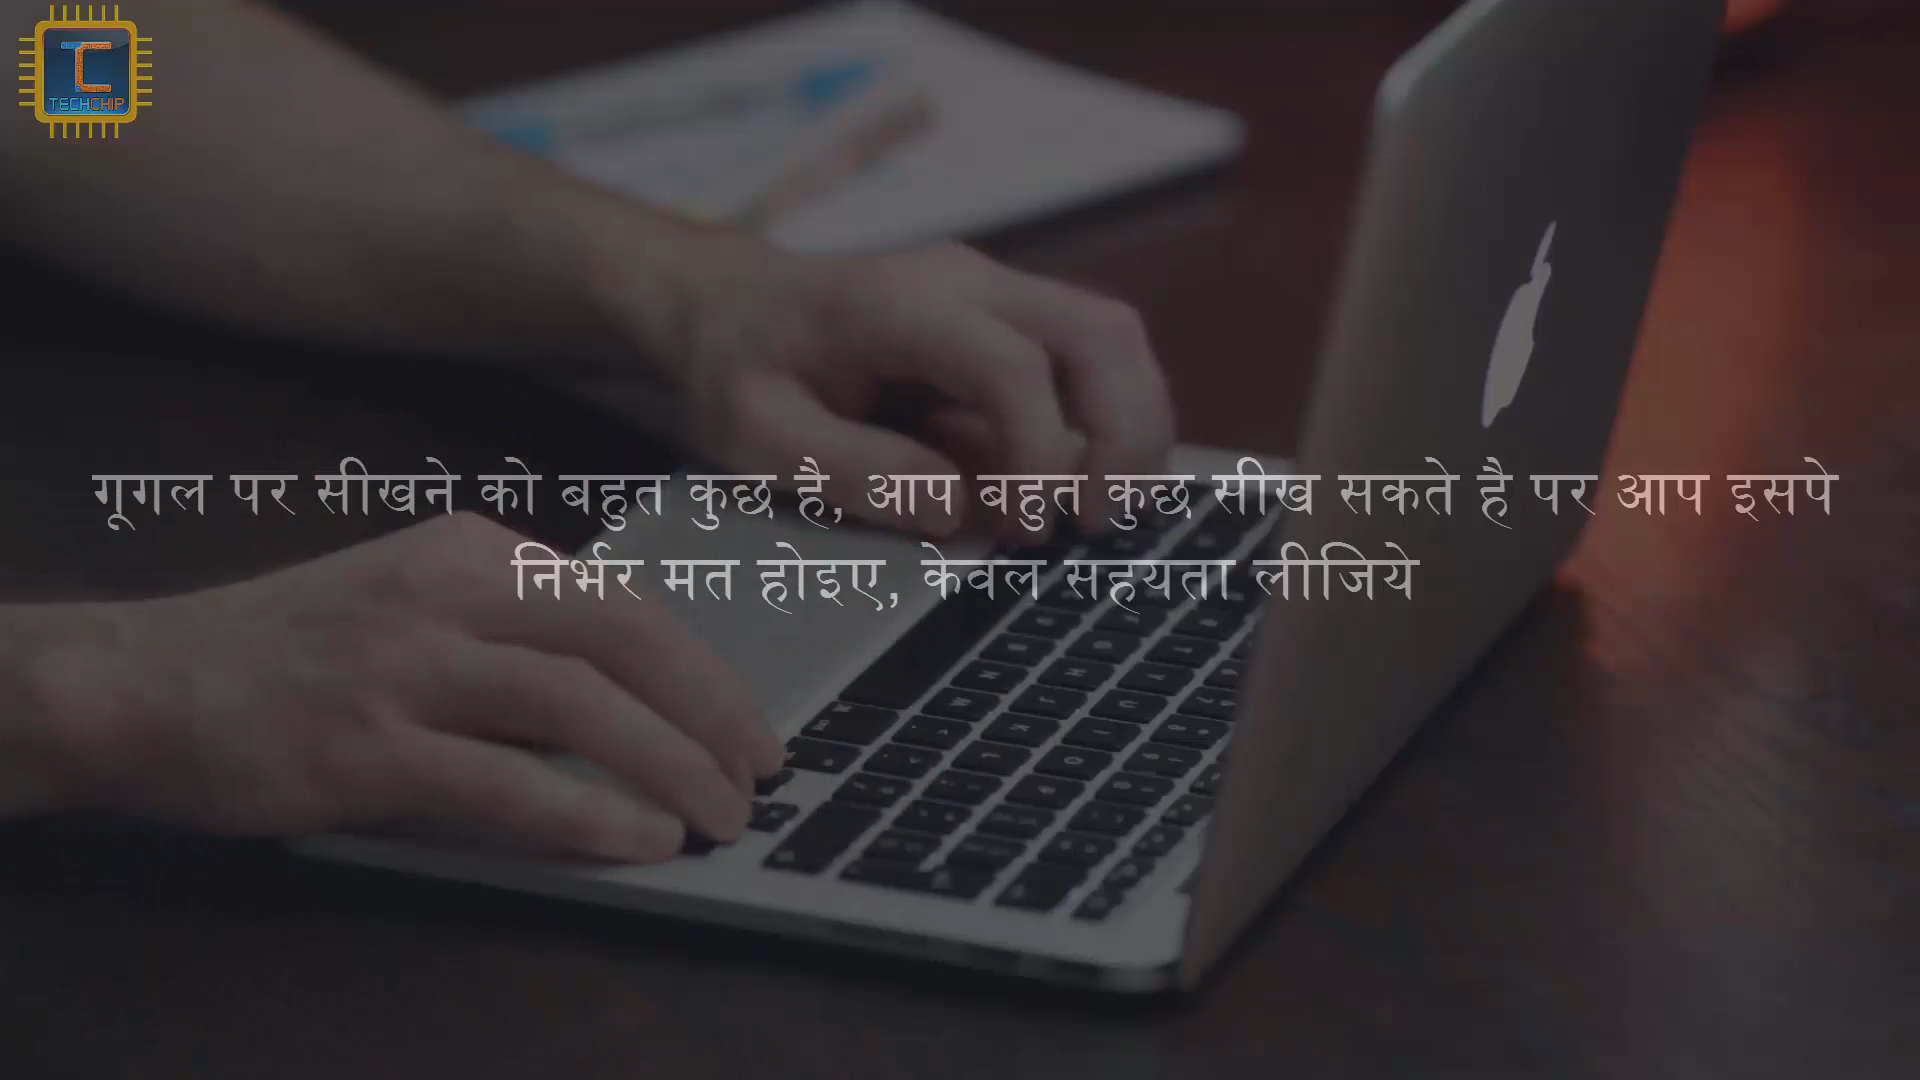 TECHCHIP
गूगल पर सीखने को बहुत कुछ है, आप बहुत कुछ सीख सकते है पर आप इसपे
निर्भर मत होइए, केवल सहयता लीजिये